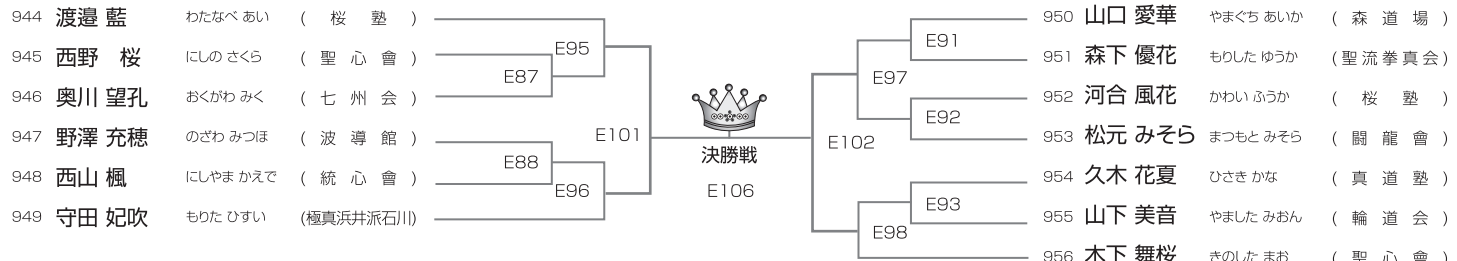 944 渡邉 藍 わたなべ あい ( 桜 塾 )
945 西野 桜 にしの さくら ( 聖 心 會 )
946 奥川 望孔 おくがわ みく ( 七 州 会 )
947 野澤 充穂 のざわ みつほ ( 波 導 館 )
948 西山 楓 にしやま かえで ( 統 心 會 )
949 守田 妃吹 もりた ひすい (極真浜井派石川)
E95
E87
E101
E88
E96
決勝戦
E106
E91
E97
E92
E102
E93
E98
950 山口 愛華 やまぐち あいか ( 森 道 場 )
951 森下 優花 もりした ゆうか (聖流拳真会)
952 河合 風花 かわい ふうか ( 桜 塾 )
953 松元 みそら まつもと みそら ( 闘 龍 會 )
954 久木 花夏 ひさき かな ( 真 道 塾 )
955 山下 美音 やました みおん ( 輪 道 会 )
956 木下 舞桜 きのした まお ( 聖 心 會 )